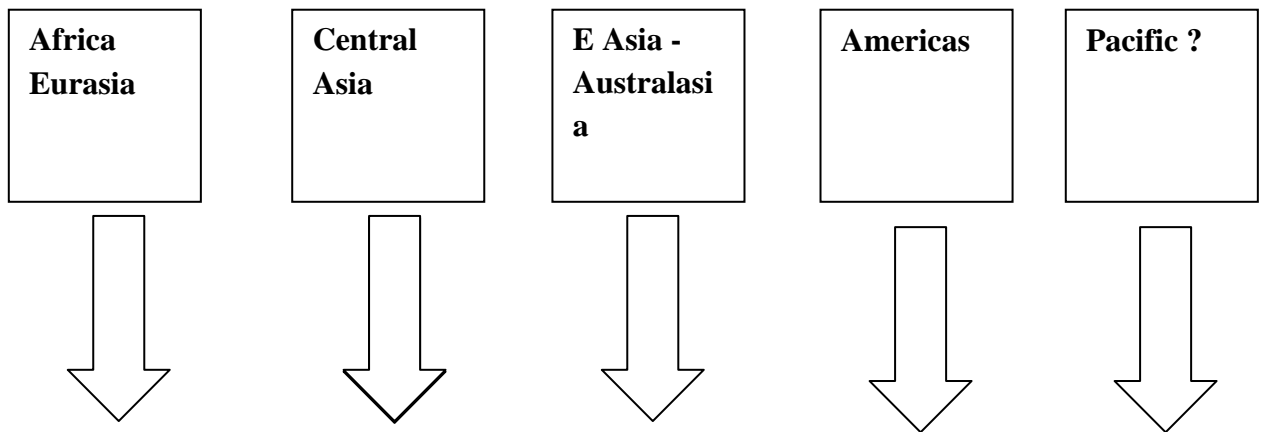 Africa
Eurasia
Central
Asia
E Asia -
Australasi
a
Americas
Pacific ?